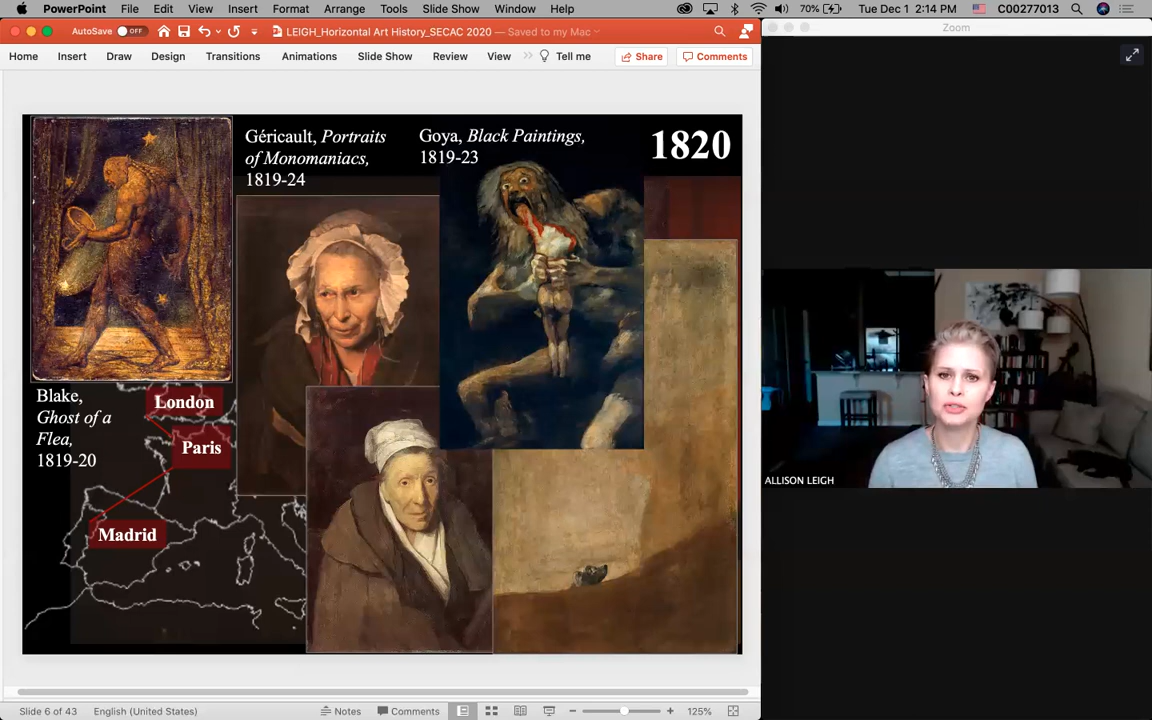 PowerPoint File Edit View Insert Format Arrange Tools Slide Show Window Help 70% Tue Dec 1 2:14 PM C00277013
AutoSave OFF LEIGH_Horizontal Art History_SECAC 2020 — Saved to my Mac
Zoom
Home Insert Draw Design Transitions Animations Slide Show Review View Tell me Share Comments
Géricault, Portraits
of Monomaniacs,
1819-24
Goya, Black Paintings,
1819-23
1820
Blake,
Ghost of a
Flea,
1819-20
London
Paris
Madrid
ALLISON LEIGH
Slide 6 of 43 English (United States) Notes Comments 125%